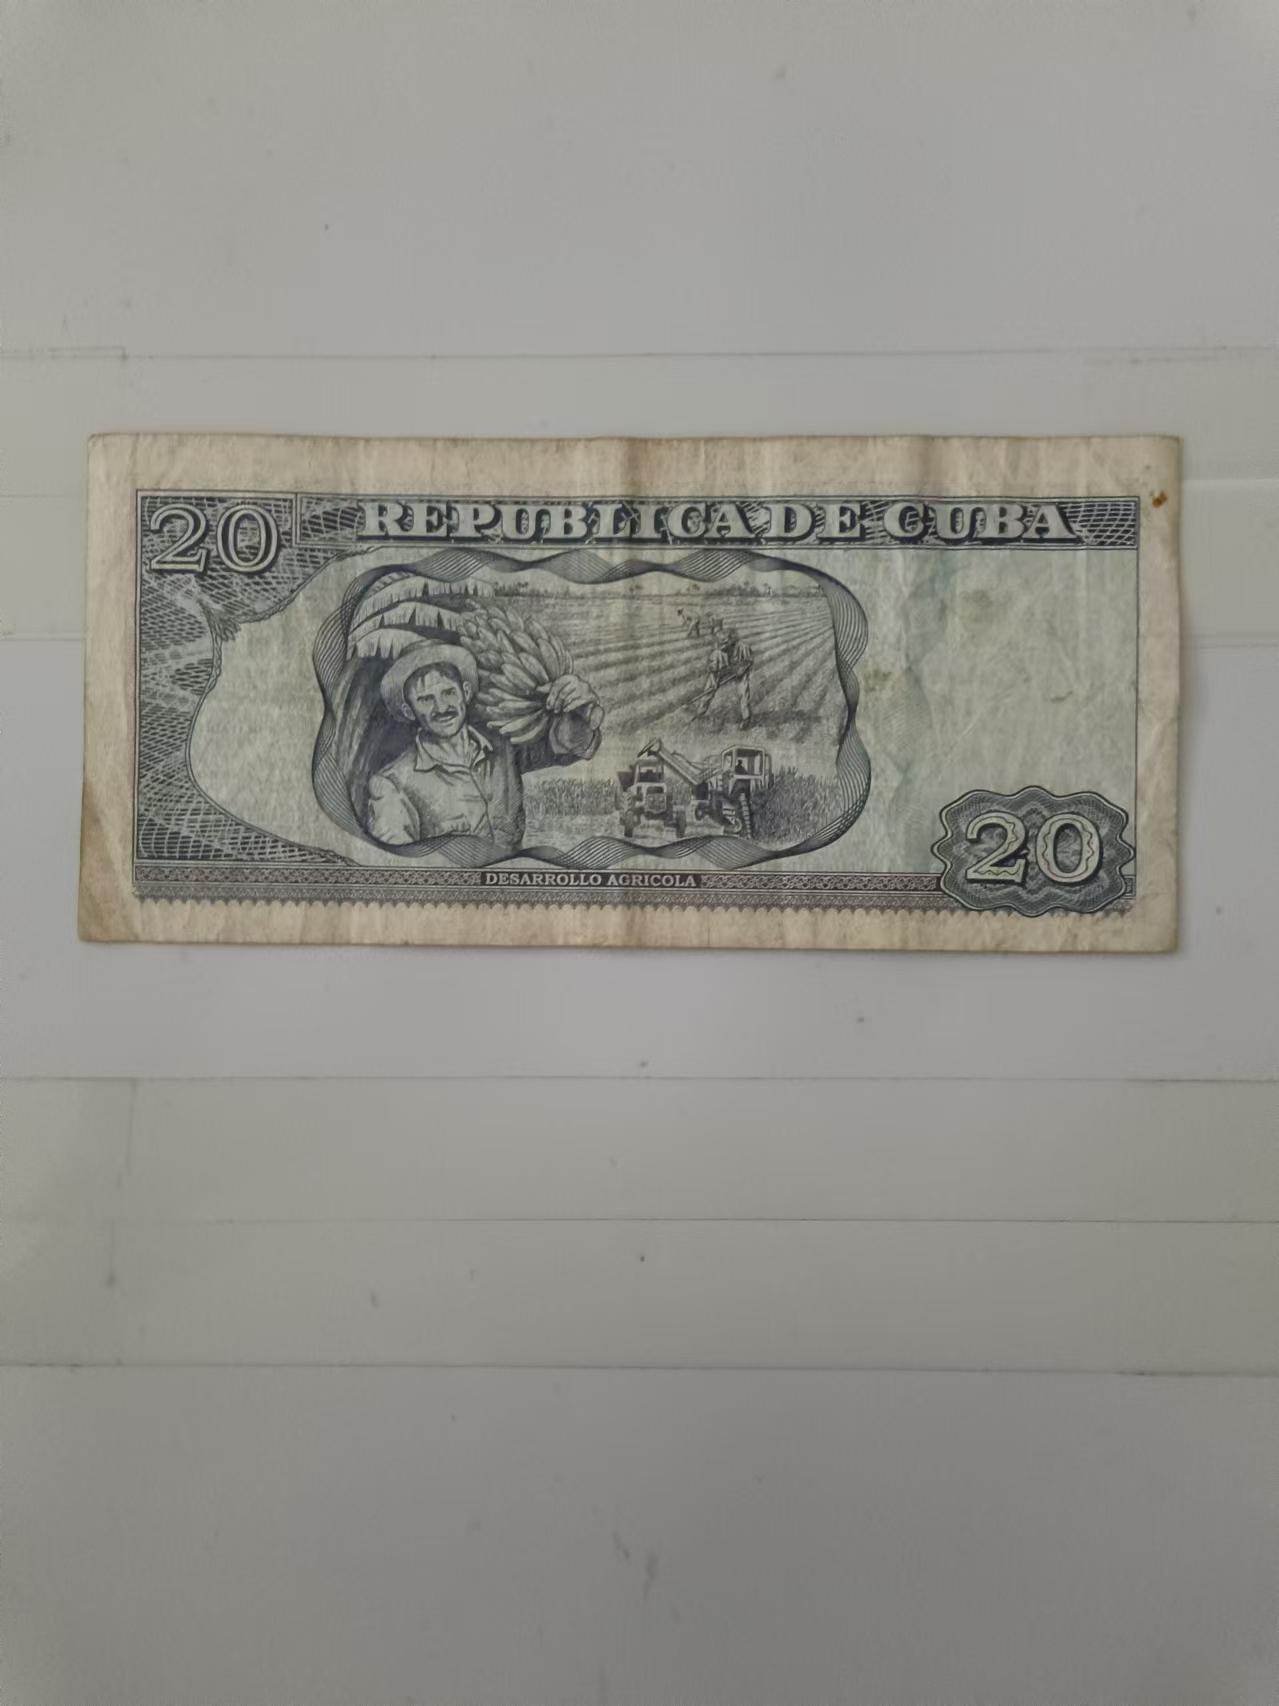 20 REPUBLICA DE CUBA
DESARROLLO AGRICOLA
20